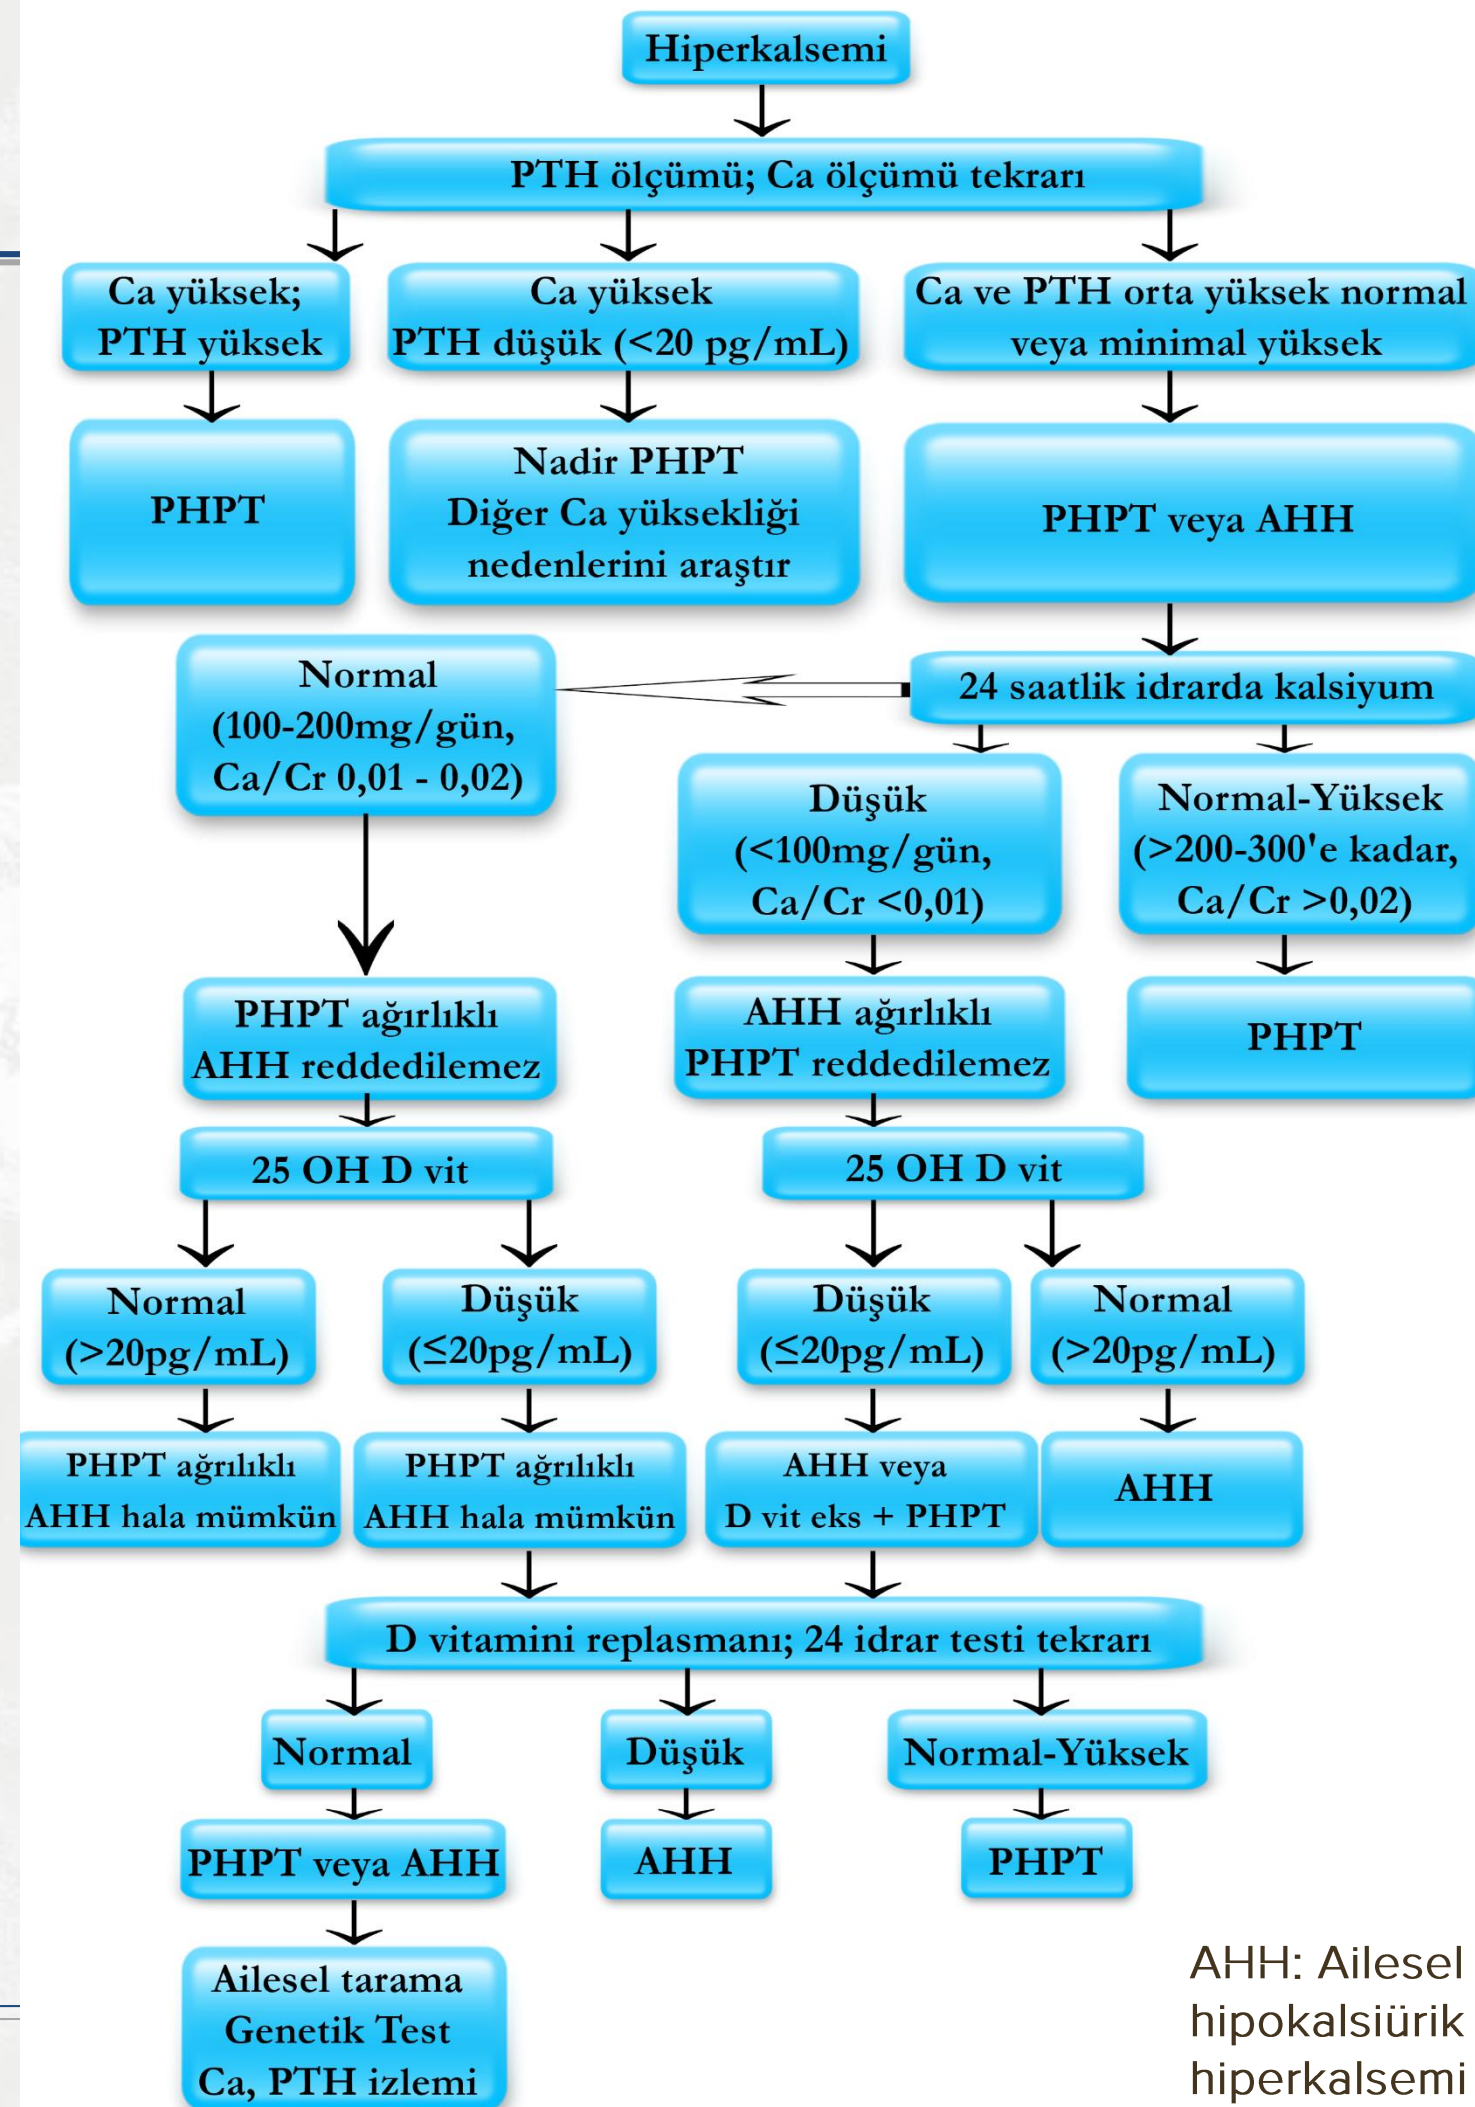 Hiperkalsemi
PTH ölçümü; Ca ölçümü tekrarı
Ca yüksek;
PTH yüksek
Ca yüksek
PTH düşük (<20 pg/mL)
Ca ve PTH orta yüksek normal
veya minimal yüksek
PHPT
Nadir PHPT
Diğer Ca yüksekliği
nedenlerini araştır
PHPT veya AHH
24 saatlik idrarda kalsiyum
Normal
(100-200mg/gün,
Ca/Cr 0,01 - 0,02)
Düşük
(<100mg/gün,
Ca/Cr <0,01)
Normal-Yüksek
(>200-300'e kadar,
Ca/Cr >0,02)
PHPT ağırlıklı
AHH reddedilemez
AHH ağırlıklı
PHPT reddedilemez
PHPT
25 OH D vit
25 OH D vit
Normal
(>20pg/mL)
Düşük
(≤20pg/mL)
Düşük
(≤20pg/mL)
Normal
(>20pg/mL)
PHPT ağrılıklı
AHH hala mümkün
PHPT ağrılıklı
AHH hala mümkün
AHH veya
D vit eks + PHPT
AHH
D vitamini replasmanı; 24 idrar testi tekrarı
Normal
Düşük
Normal-Yüksek
PHPT veya AHH
AHH
PHPT
Ailesel tarama
Genetik Test
Ca, PTH izlemi
AHH: Ailesel
hipokalsiürik
hiperkalsemi